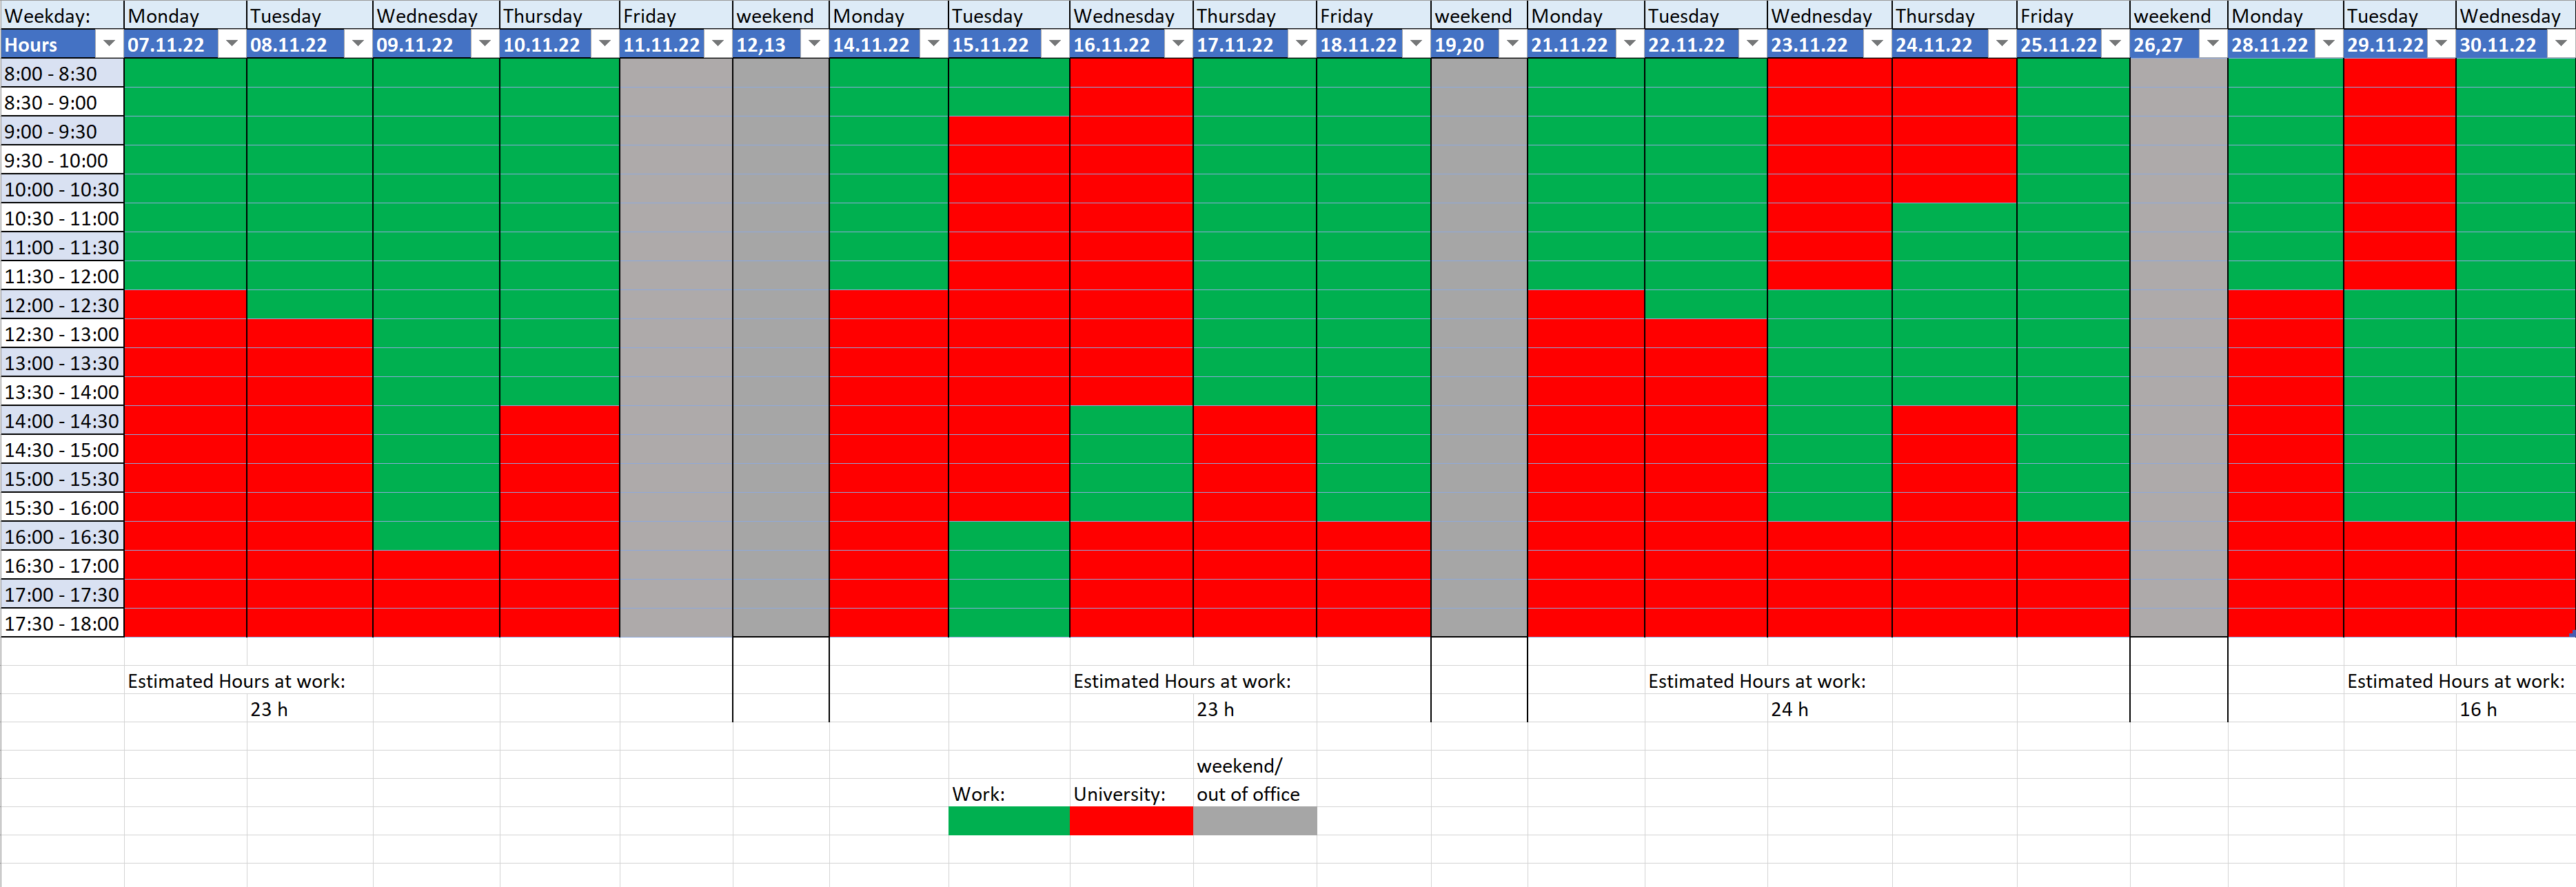 Weekday: Monday Tuesday Wednesday Thursday Friday weekend Monday Tuesday Wednesday Thursday Friday weekend Monday Tuesday Wednesday Thursday Friday weekend Monday Tuesday Wednesday
Hours 07.11.22 08.11.22 09.11.22 10.11.22 11.11.22 12,13 14.11.22 15.11.22 16.11.22 17.11.22 18.11.22 19,20 21.11.22 22.11.22 23.11.22 24.11.22 25.11.22 26,27 28.11.22 29.11.22 30.11.22
8:00 - 8:30
8:30 - 9:00
9:00 - 9:30
9:30 - 10:00
10:00 - 10:30
10:30 - 11:00
11:00 - 11:30
11:30 - 12:00
12:00 - 12:30
12:30 - 13:00
13:00 - 13:30
13:30 - 14:00
14:00 - 14:30
14:30 - 15:00
15:00 - 15:30
15:30 - 16:00
16:00 - 16:30
16:30 - 17:00
17:00 - 17:30
17:30 - 18:00
Estimated Hours at work: Estimated Hours at work: Estimated Hours at work: Estimated Hours at work:
23 h 23 h 24 h 16 h
weekend/
Work: University: out of office